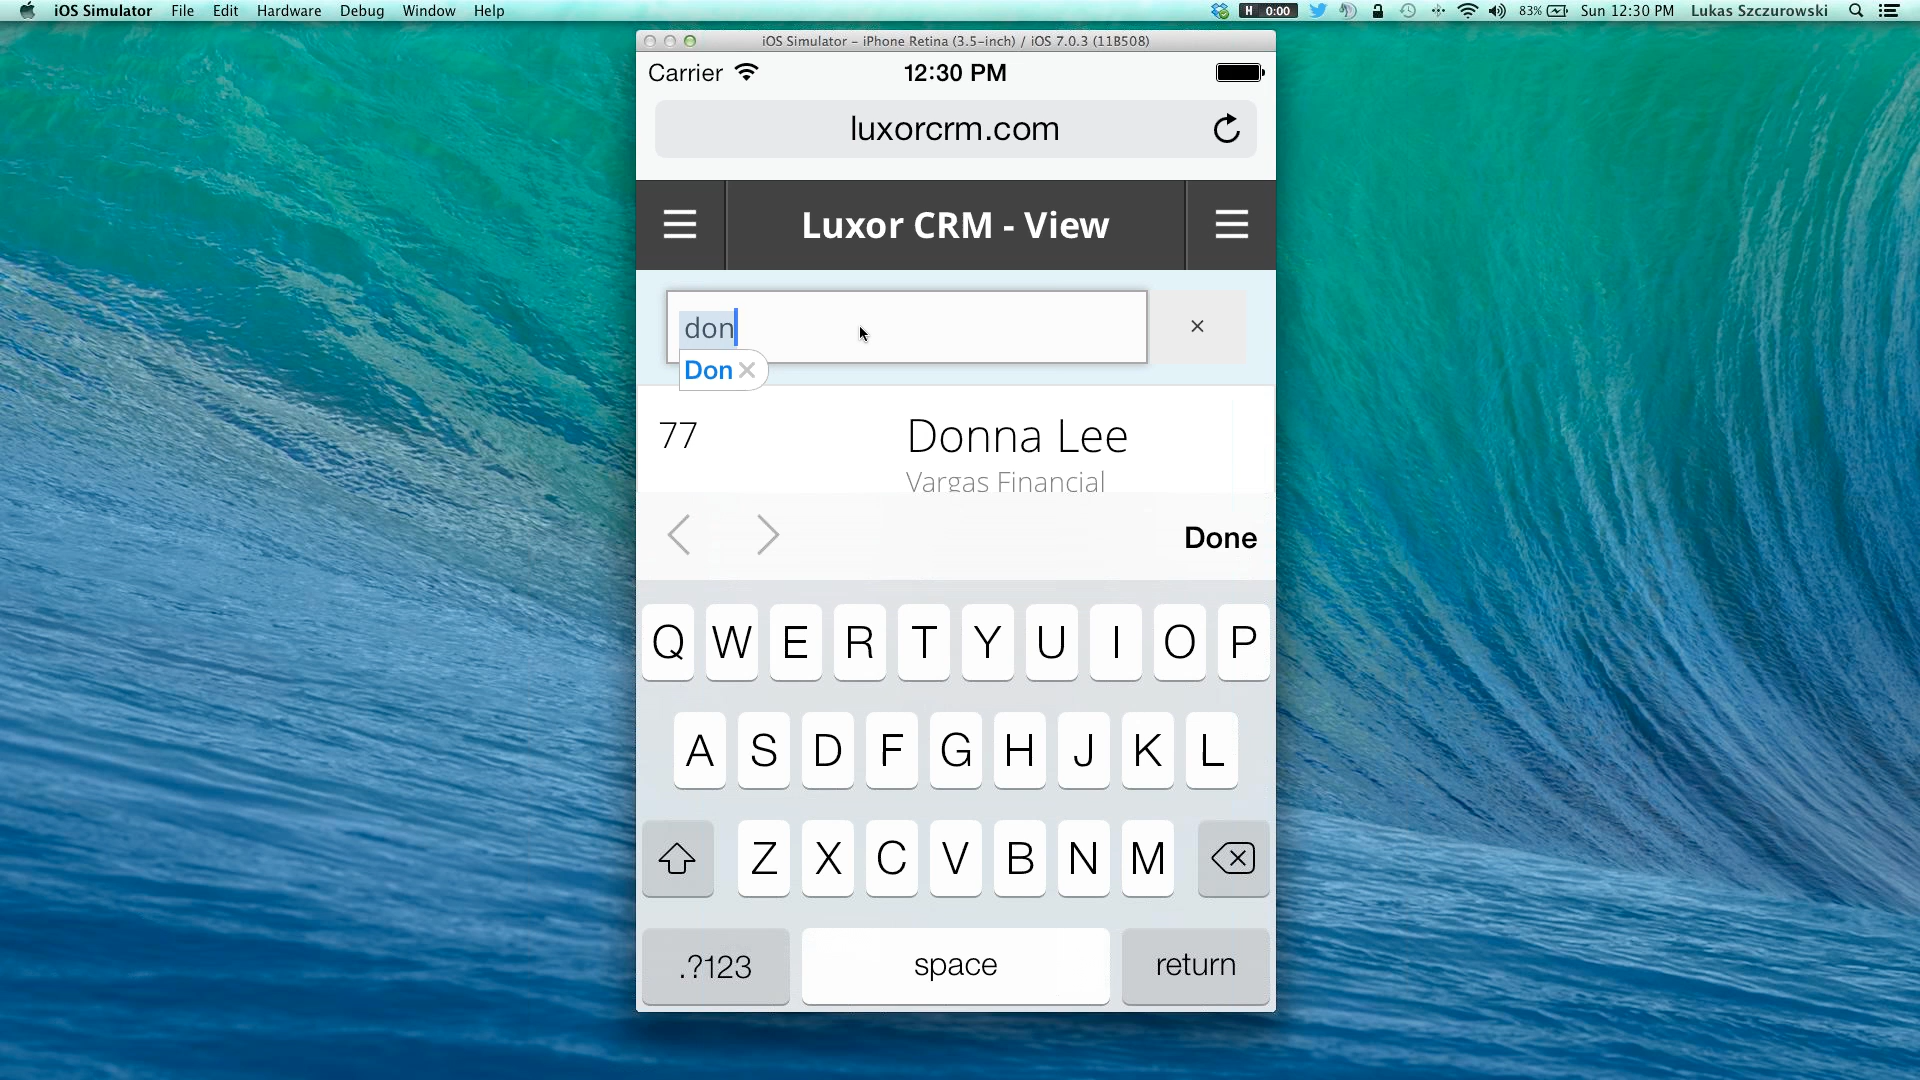 iOS Simulator File Edit Hardware Debug Window Help H 0:00 83% Sun 12:30 PM Lukas Szczurowski
iOS Simulator – iPhone Retina (3.5-inch) / iOS 7.0.3 (11B508)
Carrier 12:30 PM
luxorcrm.com
Luxor CRM - View
don
Don
77 Donna Lee
Vargas Financial
Done
Q W E R T Y U I O P
A S D F G H J K L
Z X C V B N M
.?123 space return